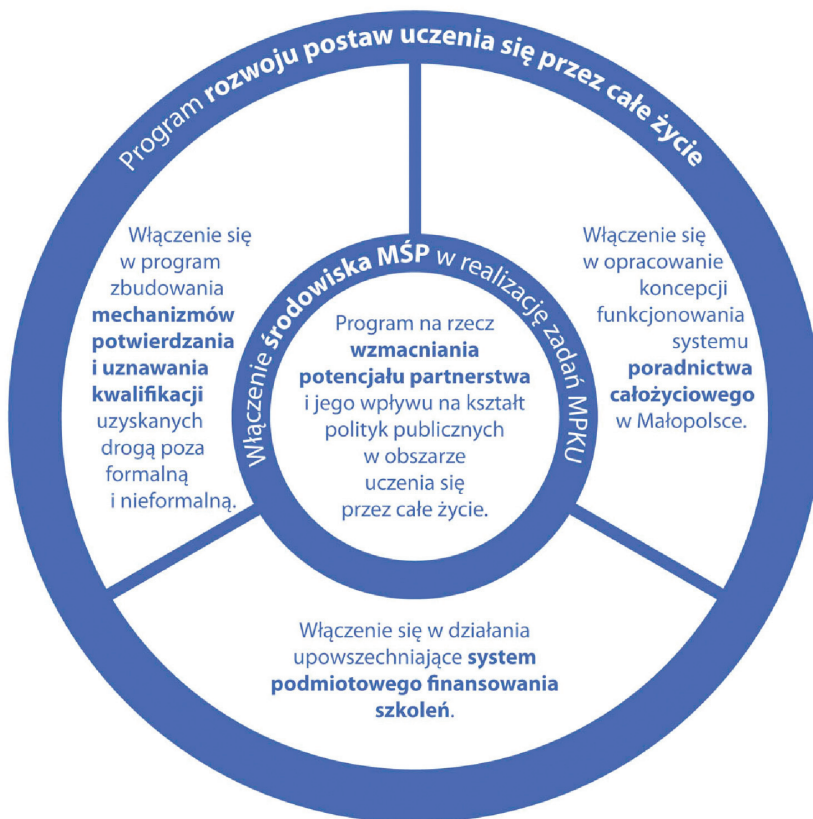 Program rozwoju postaw uczenia się przez całe życie
Włączenie się
w program
zbudowania
mechanizmów
potwierdzania
i uznawania
kwalifikacji
uzyskanych
drogą poza
formalną
i nieformalną.
Włączenie środowiska MŚP w realizację zadań MPKU
Program na rzecz
wzmacniania
potencjału partnerstwa
i jego wpływu na kształt
polityk publicznych
w obszarze
uczenia się
przez całe życie.
Włączenie się
w opracowanie
koncepcji
funkcjonowania
systemu
poradnictwa
całożyciowego
w Małopolsce.
Włączenie się w działania
upowszechniające system
podmiotowego finansowania
szkoleń.